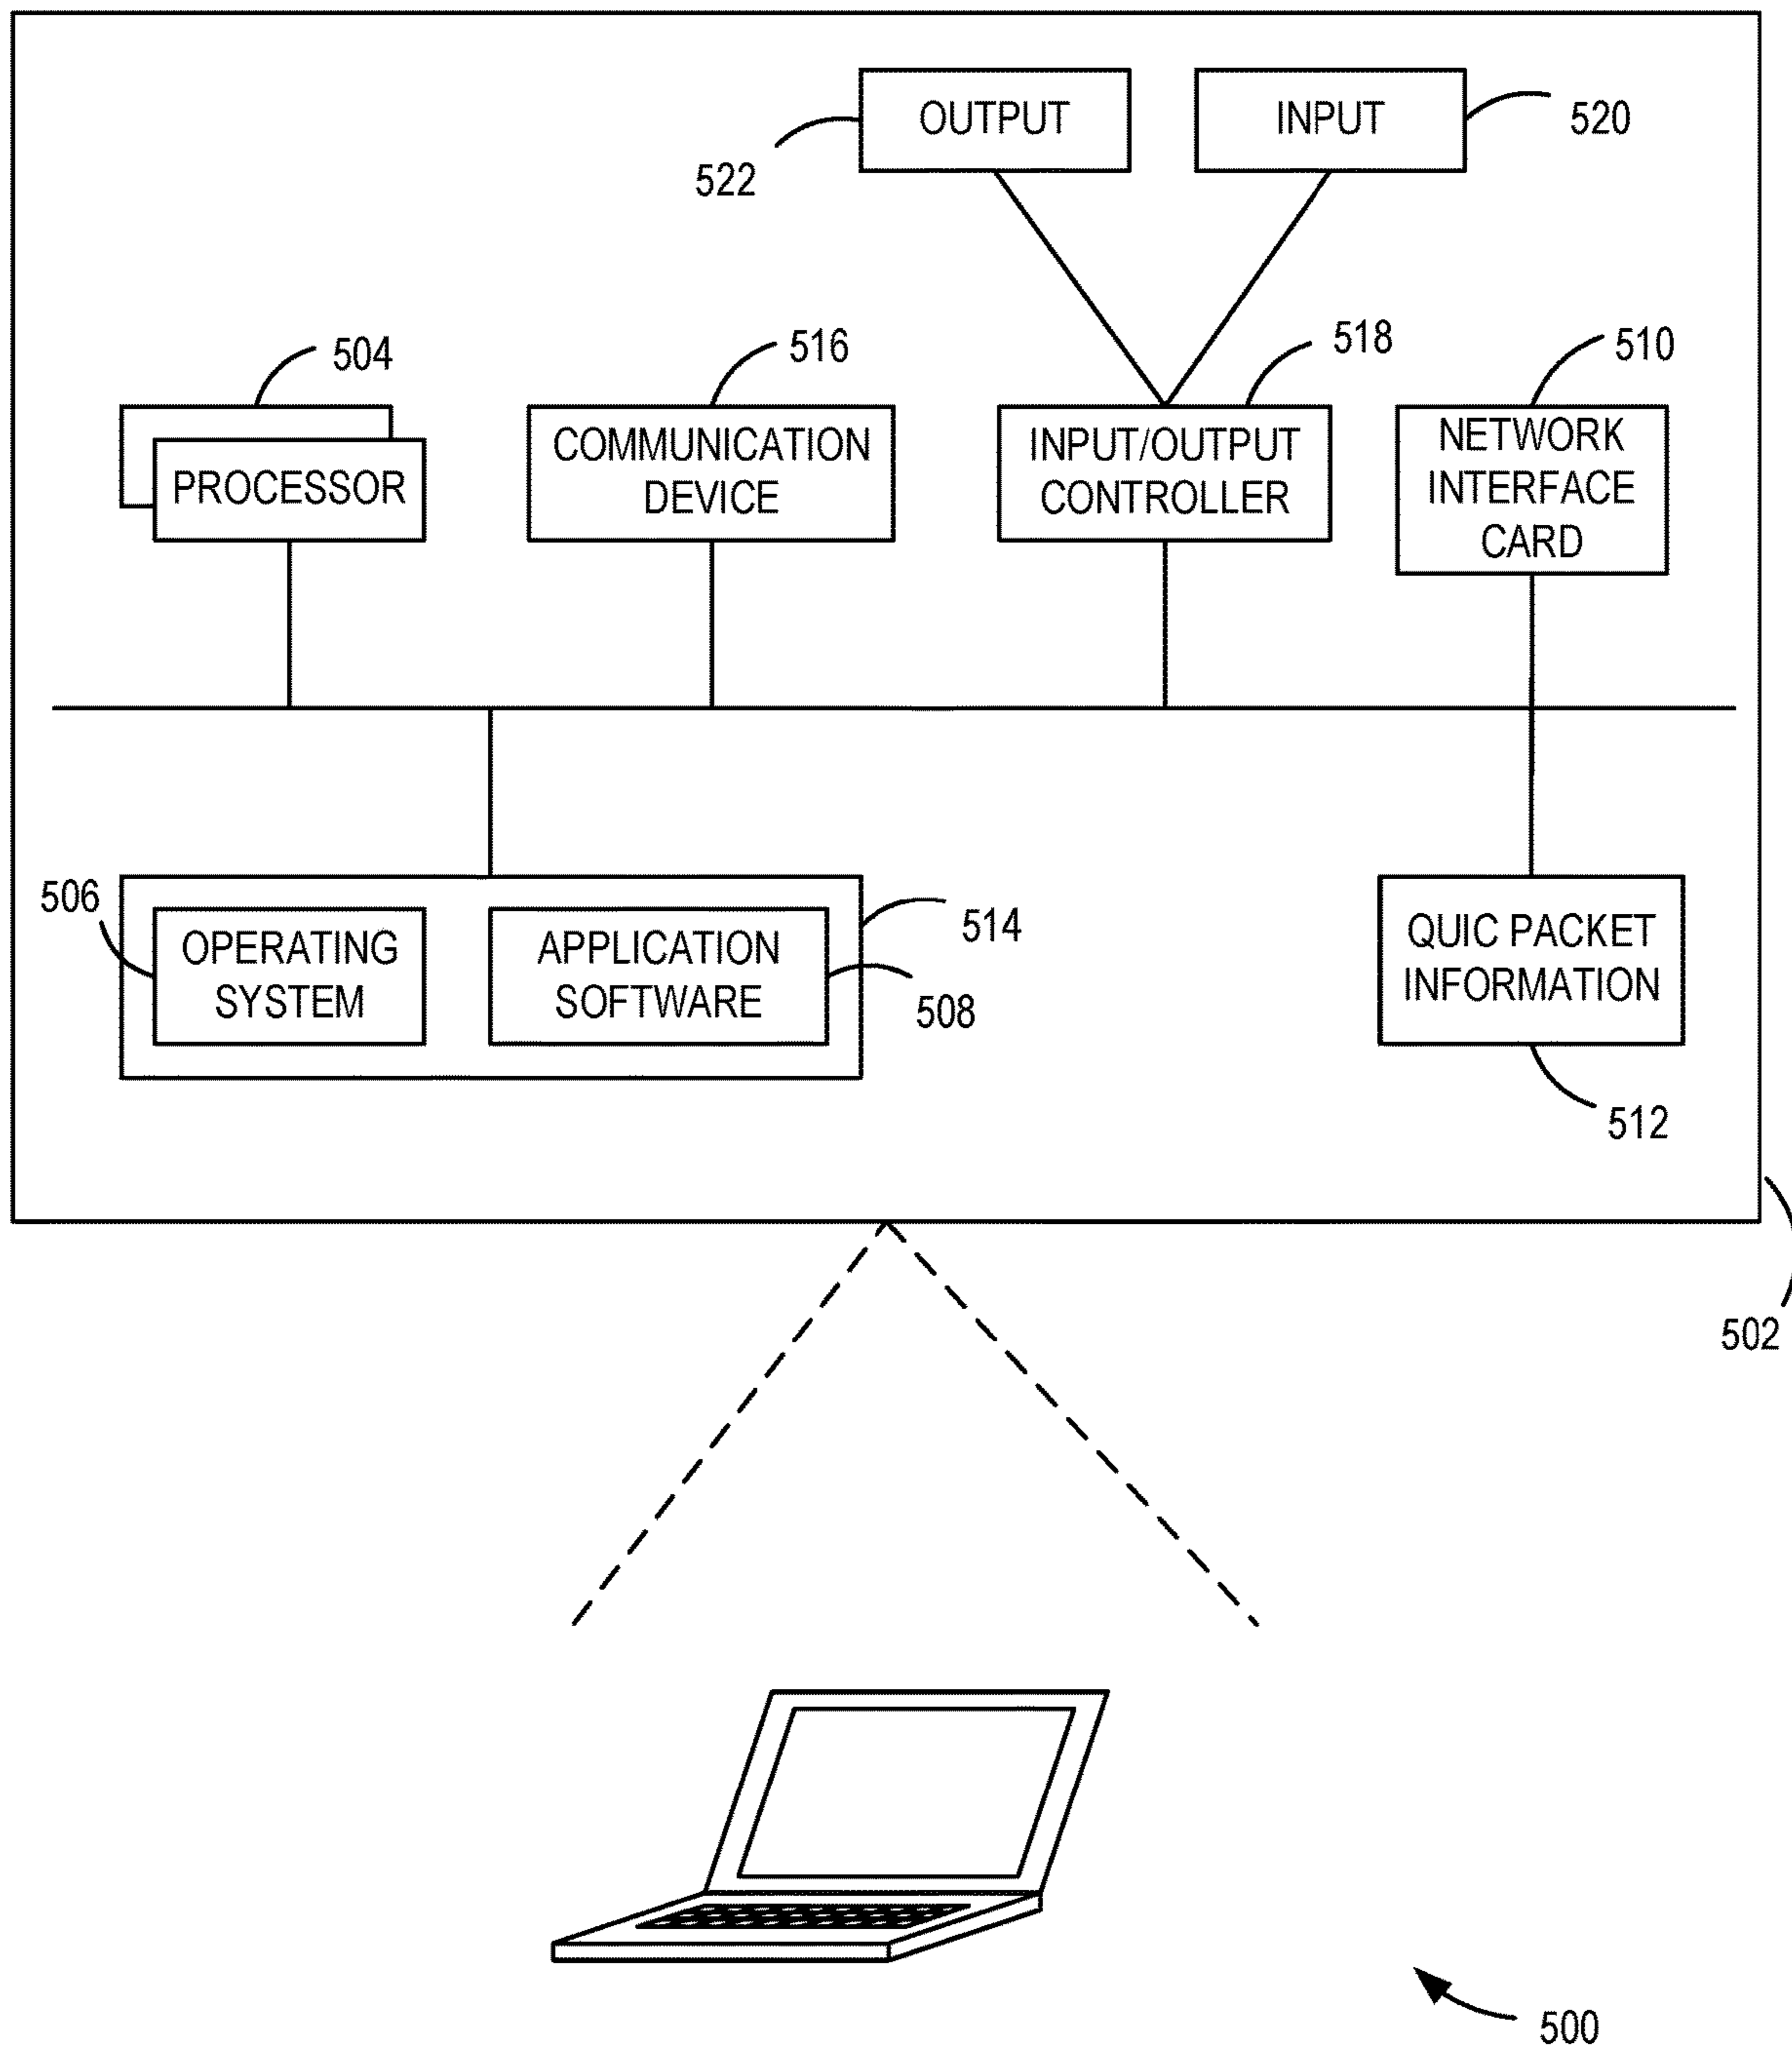 OUTPUT
INPUT
520
522
504
516
518
510
PROCESSOR
COMMUNICATION
DEVICE
INPUT/OUTPUT
CONTROLLER
NETWORK
INTERFACE
CARD
506
OPERATING
SYSTEM
APPLICATION
SOFTWARE
514
508
QUIC PACKET
INFORMATION
512
502
500